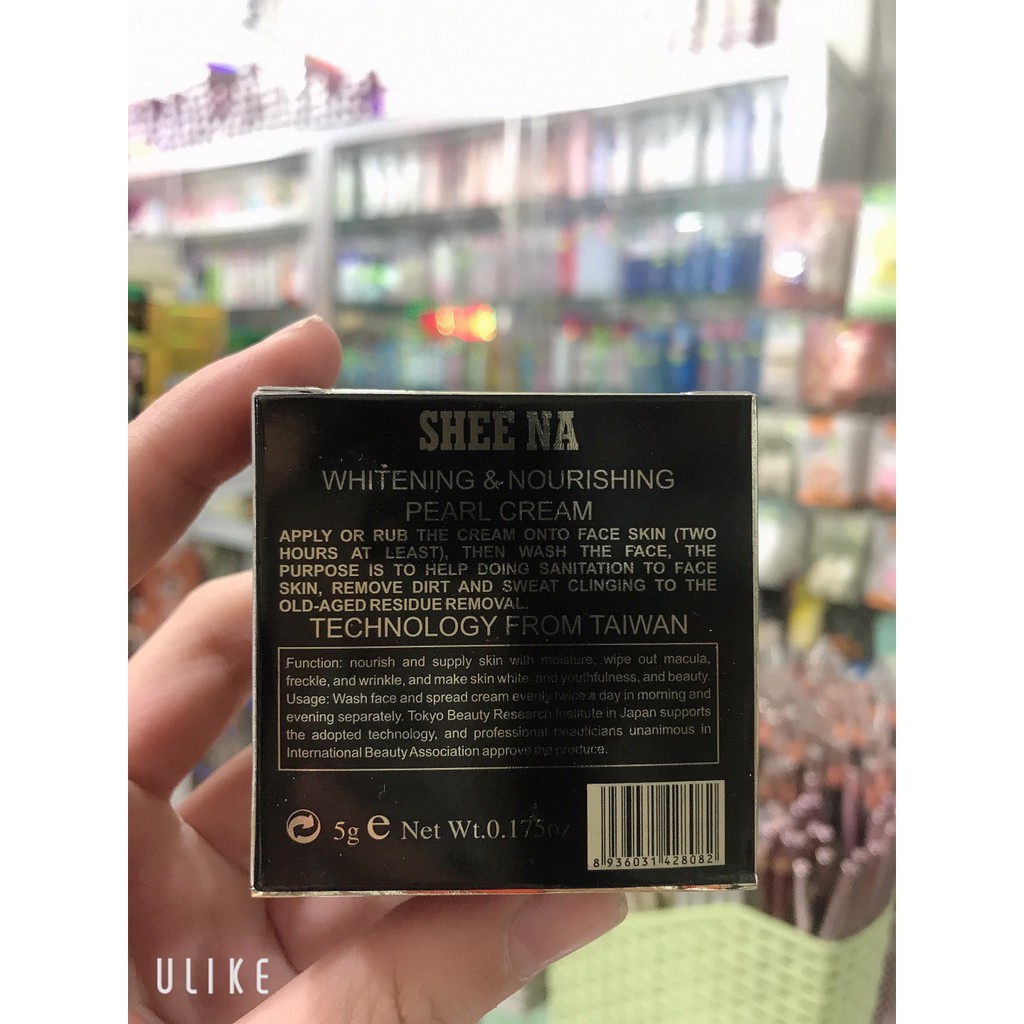 SHEE NA
WHITENING & NOURISHING
PEARL CREAM
APPLY OR RUB THE CREAM ONTO FACE SKIN (TWO
HOURS AT LEAST), THEN WASH THE FACE, THE
PURPOSE IS TO HELP DOING SANITATION TO FACE
SKIN, REMOVE DIRT AND SWEAT CLINGING TO THE
OLD-AGED RESIDUE REMOVAL.
TECHNOLOGY FROM TAIWAN
Function: nourish and supply skin with moisture, wipe out macula,
freckle, and wrinkle, and make skin white, and youthfulness, and beauty.
Usage: Wash face and spread cream evenly twice a day in morning and
evening separately. Tokyo Beauty Research Institute in Japan supports
the adopted technology, and professional beauticians unanimous in
International Beauty Association approve the produce.
5g e Net Wt.0.175oz
8 936031 428082
ULIKE